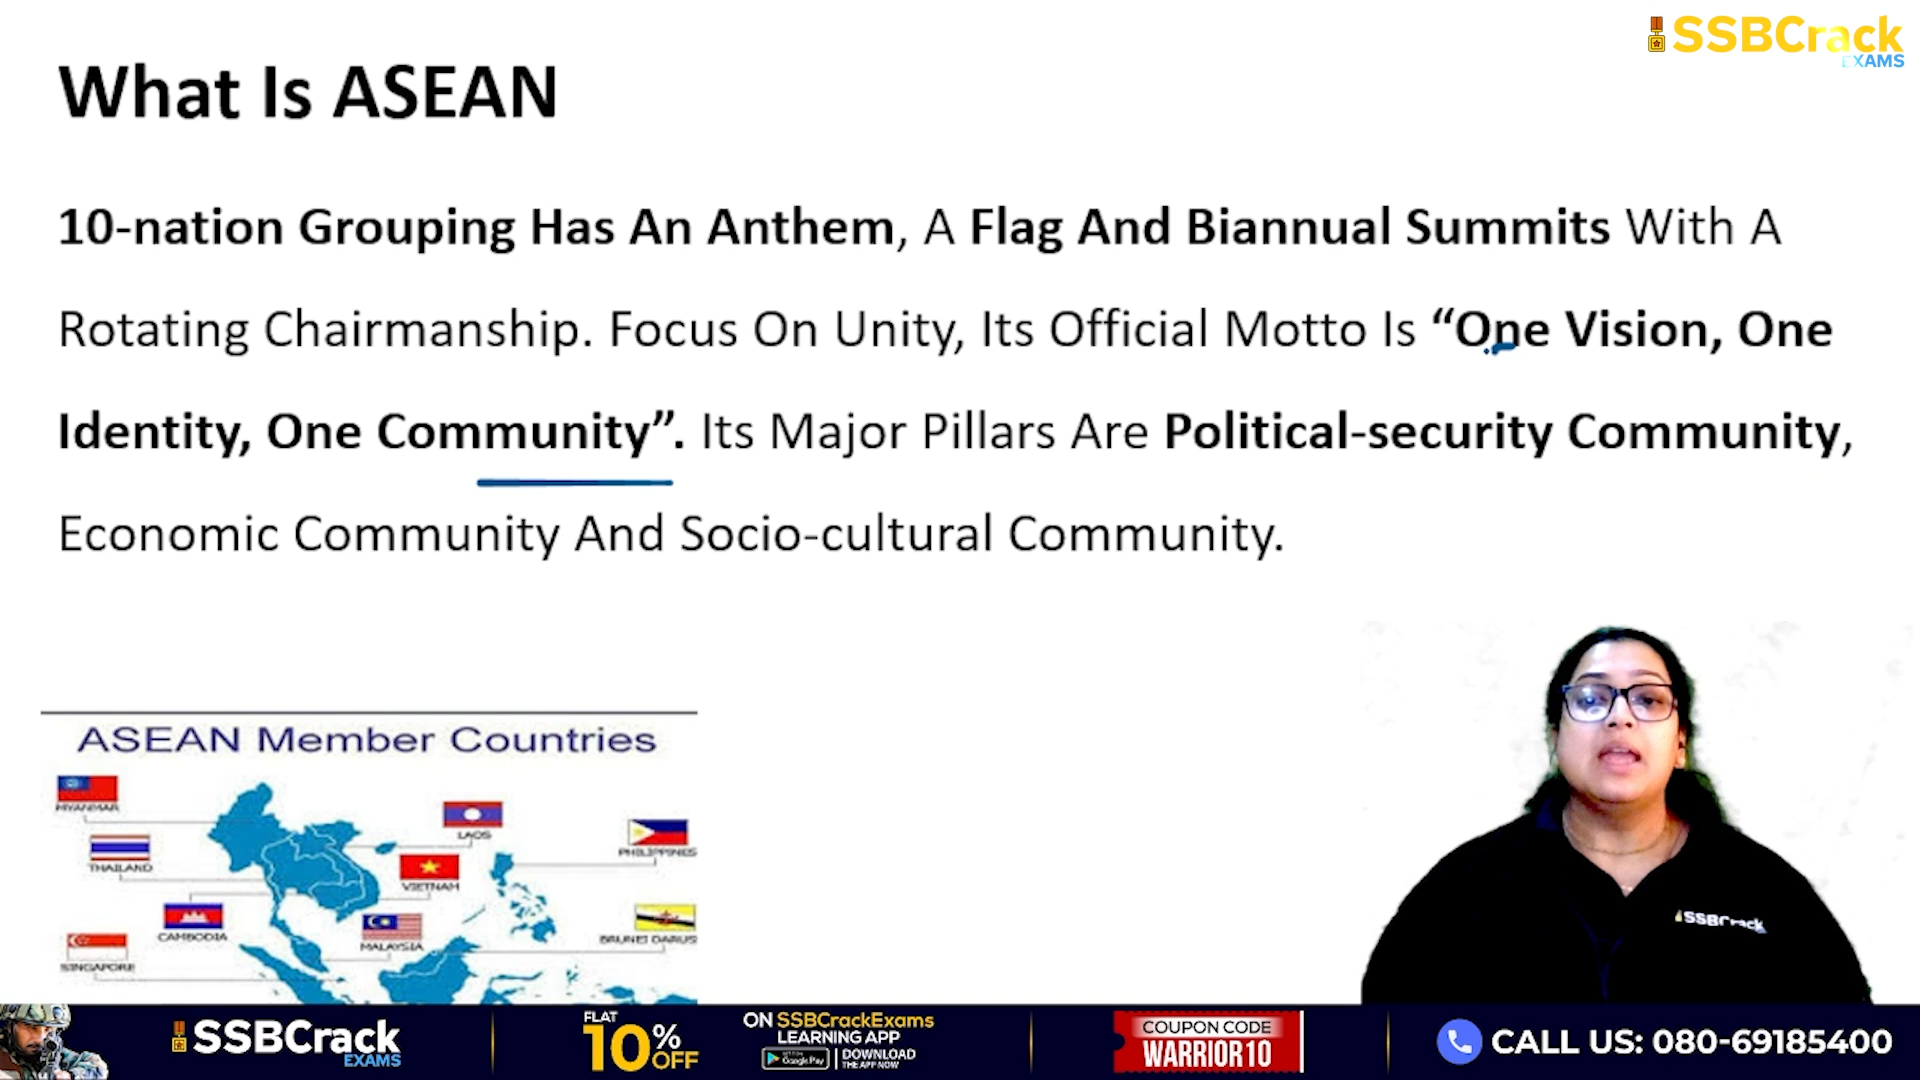 SSBCrack
EXAMS
What Is ASEAN
10-nation Grouping Has An Anthem, A Flag And Biannual Summits With A
Rotating Chairmanship. Focus On Unity, Its Official Motto Is “One Vision, One
Identity, One Community”. Its Major Pillars Are Political-security Community,
Economic Community And Socio-cultural Community.
ASEAN Member Countries
MYANMAR
LAOS
THAILAND
PHILIPPINES
VIETNAM
CAMBODIA
MALAYSIA
BRUNEI DARUS
SINGAPORE
SSBCrack
SSBCrack
EXAMS
FLAT
10% OFF
ON SSBCrackExams
LEARNING APP
Google Play
DOWNLOAD
THE APP NOW
COUPON CODE
WARRIOR10
CALL US: 080-69185400